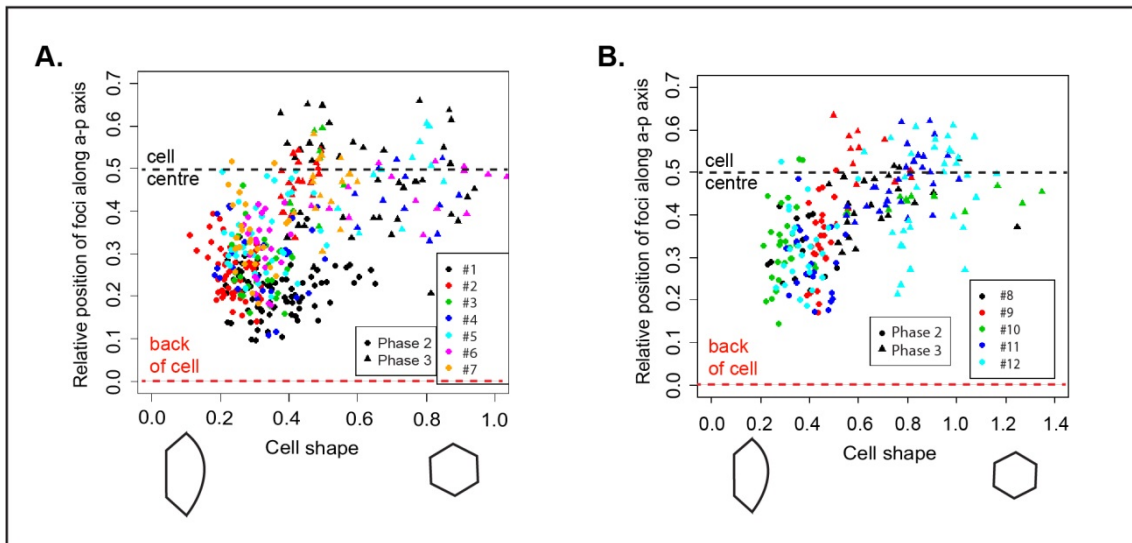 A.
Relative position of foci along a-p axis
0.7
0.6
0.5
0.4
0.3
0.2
0.1
0.0
cell
centre
back
of cell
Phase 2
Phase 3
#1
#2
#3
#4
#5
#6
#7
0.0 0.2 0.4 0.6 0.8 1.0
Cell shape
B.
Relative position of foci along a-p axis
0.7
0.6
0.5
0.4
0.3
0.2
0.1
0.0
cell
centre
back
of cell
Phase 2
Phase 3
#8
#9
#10
#11
#12
0.0 0.2 0.4 0.6 0.8 1.0 1.2 1.4
Cell shape